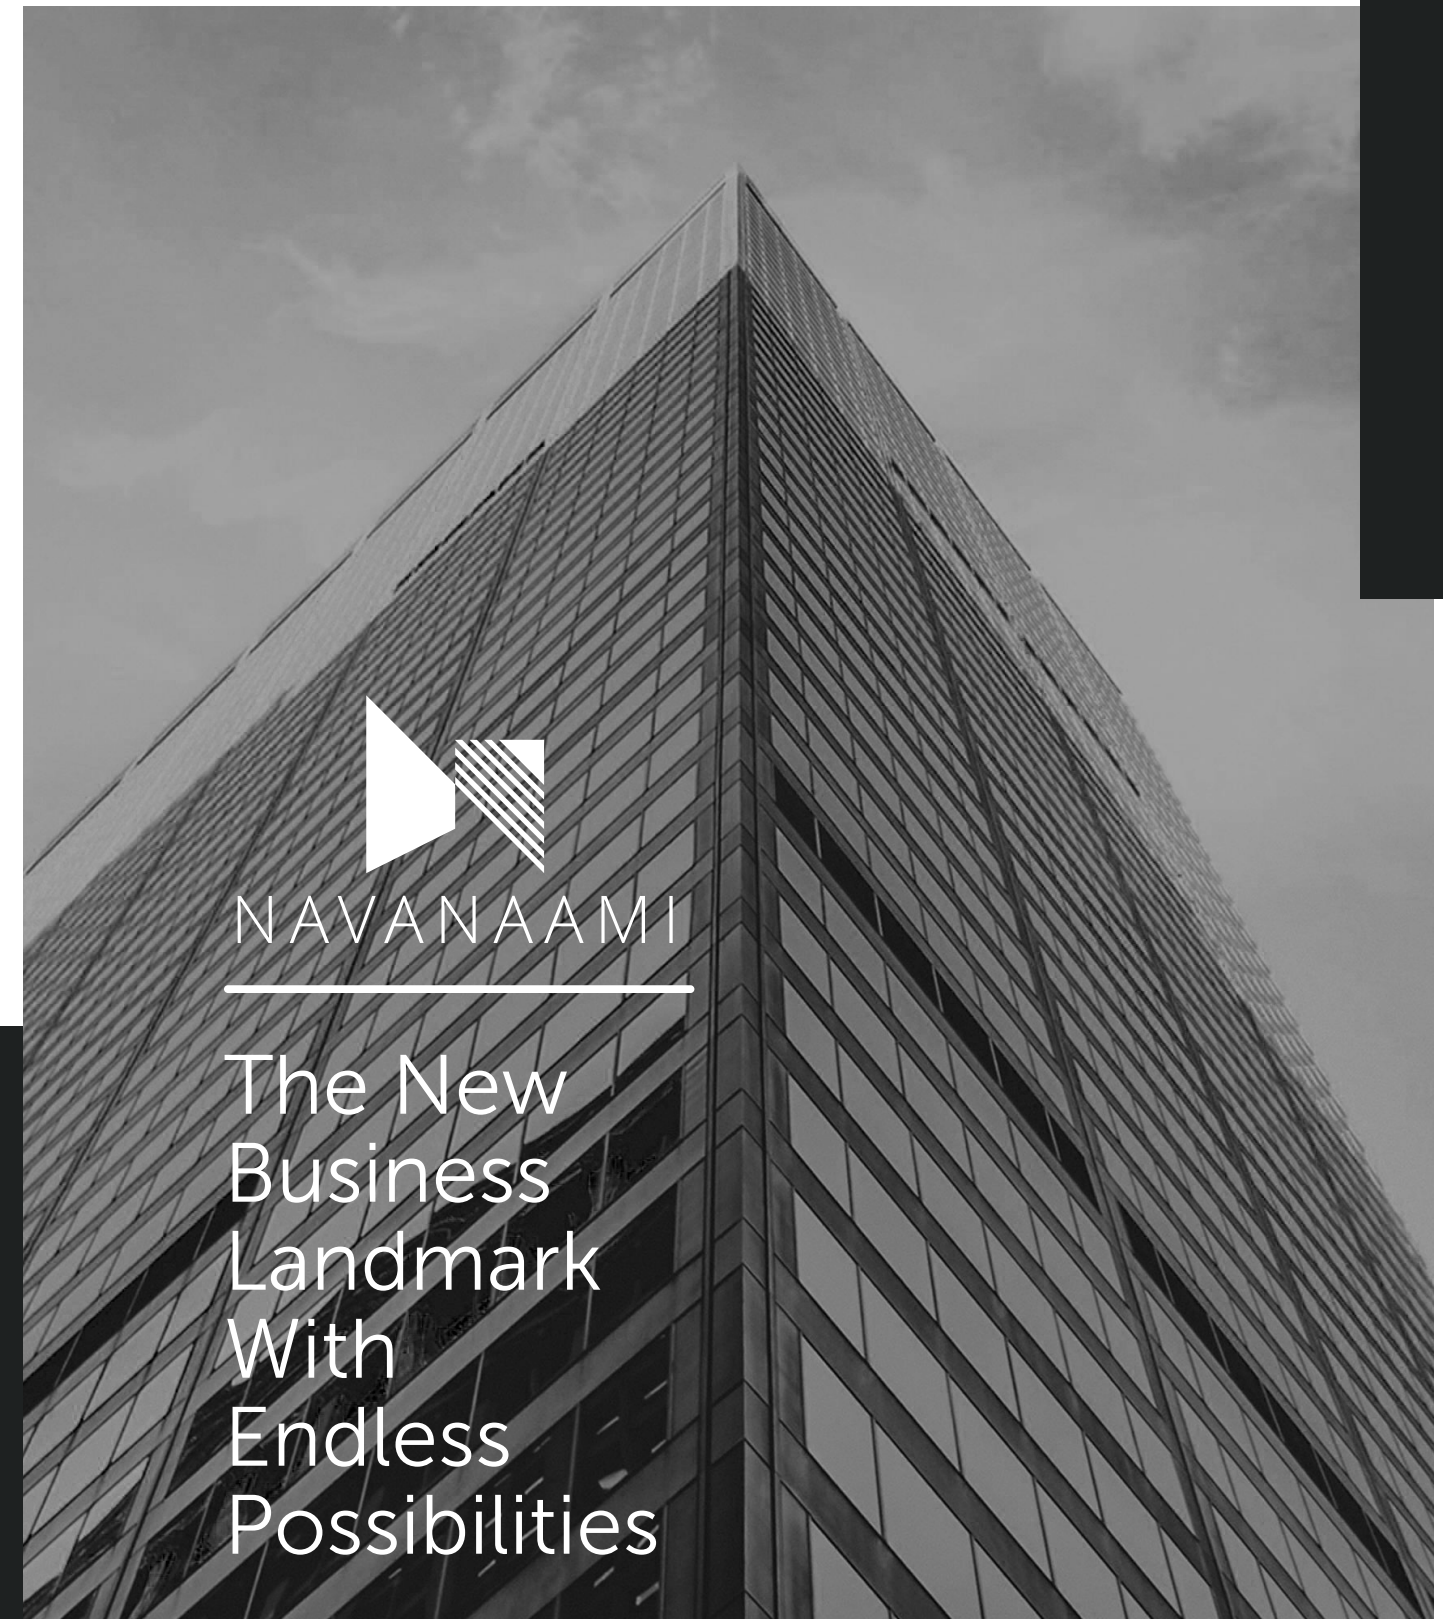 NAVANAAMI
The New
Business
Landmark
With
Endless
Possibilities